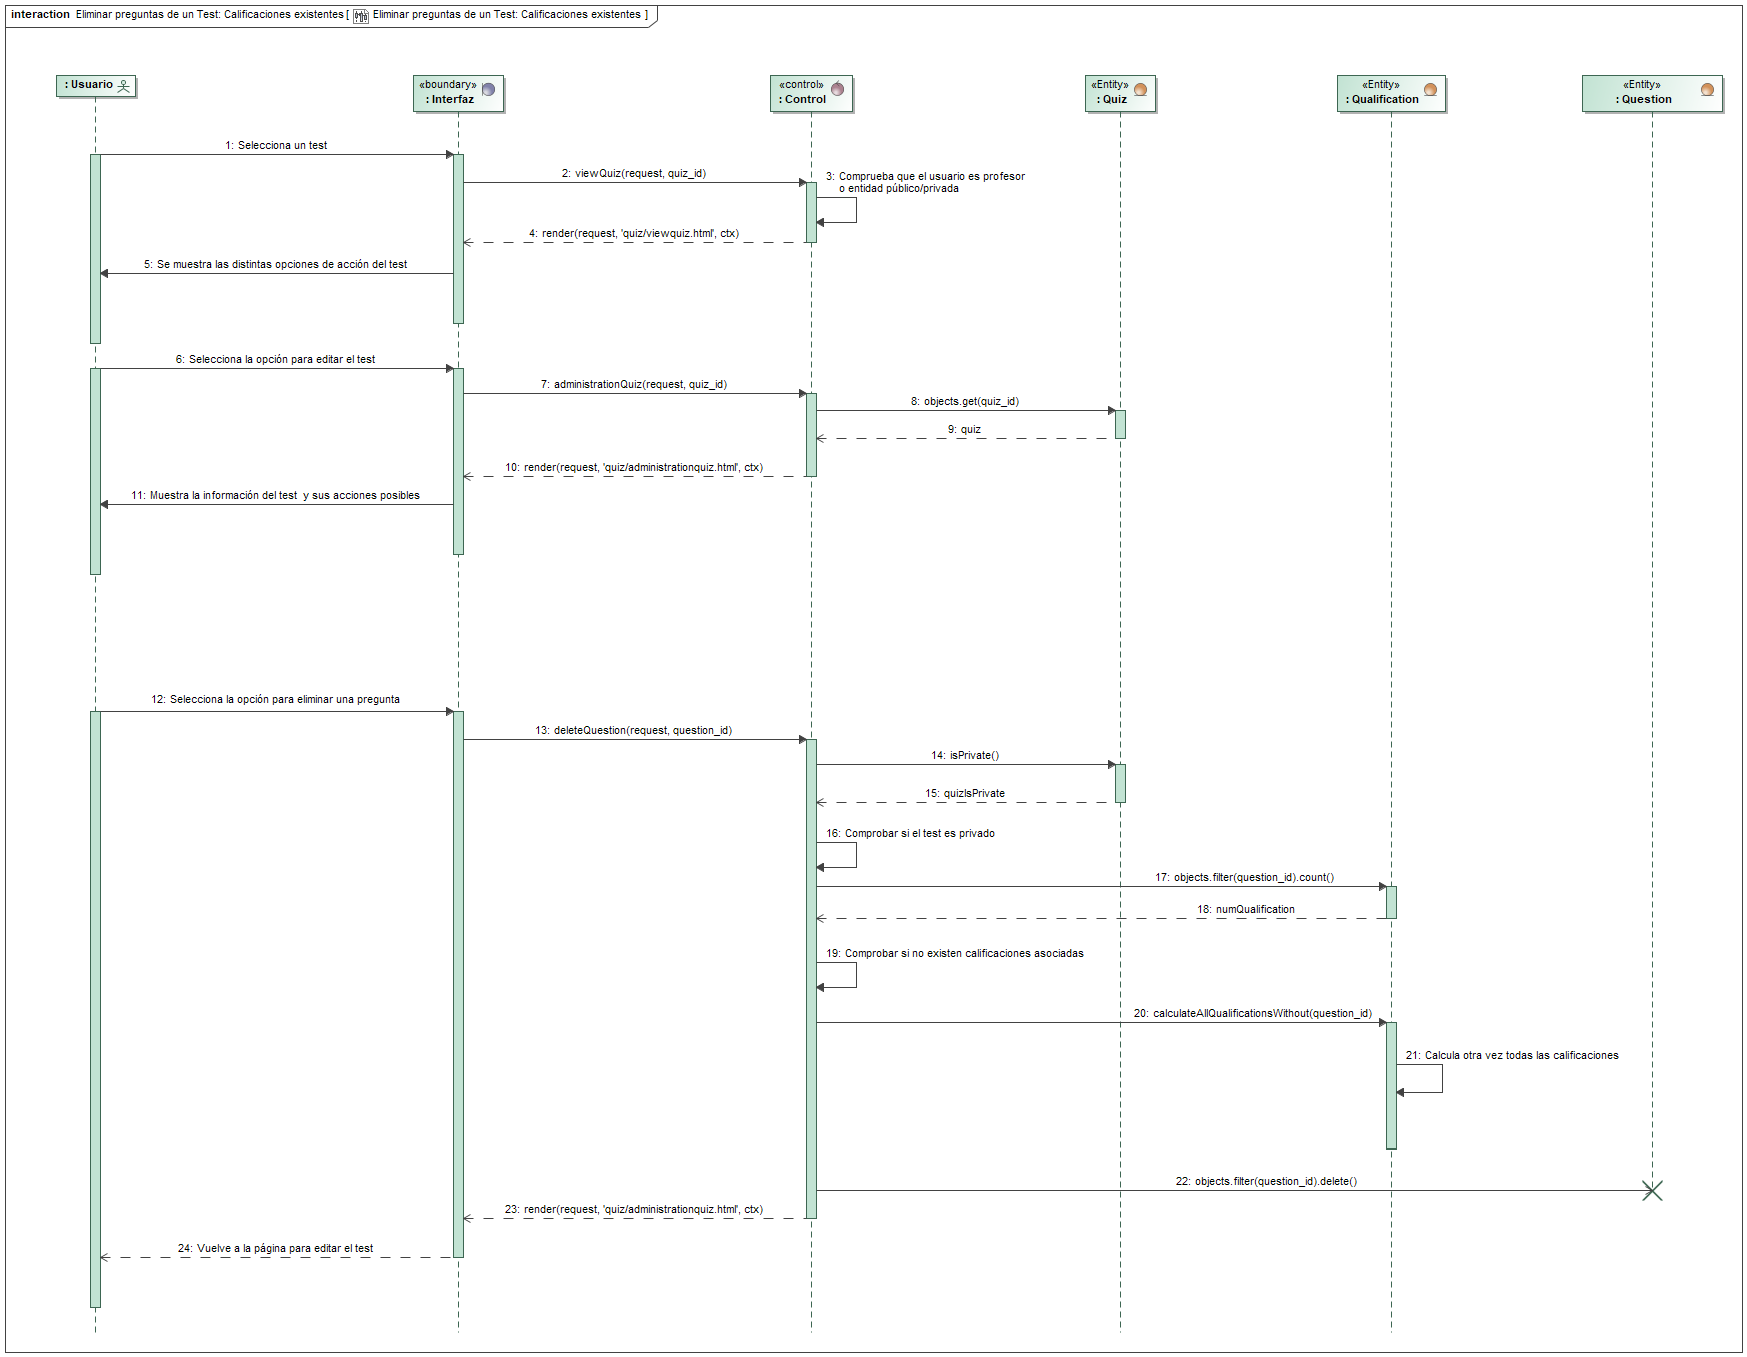 interaction Eliminar preguntas de un Test: Calificaciones existentes [ Eliminar preguntas de un Test: Calificaciones existentes ]
: Usuario
«boundary»
: Interfaz
«control»
: Control
«Entity»
: Quiz
«Entity»
: Qualification
«Entity»
: Question
1: Selecciona un test
2: viewQuiz(request, quiz_id)
3: Comprueba que el usuario es profesor
o entidad público/privada
4: render(request, 'quiz/viewquiz.html', ctx)
5: Se muestra las distintas opciones de acción del test
6: Selecciona la opción para editar el test
7: administrationQuiz(request, quiz_id)
8: objects.get(quiz_id)
9: quiz
10: render(request, 'quiz/administrationquiz.html', ctx)
11: Muestra la información del test y sus acciones posibles
12: Selecciona la opción para eliminar una pregunta
13: deleteQuestion(request, question_id)
14: isPrivate()
15: quizIsPrivate
16: Comprobar si el test es privado
17: objects.filter(question_id).count()
18: numQualification
19: Comprobar si no existen calificaciones asociadas
20: calculateAllQualificationsWithout(question_id)
21: Calcula otra vez todas las calificaciones
22: objects.filter(question_id).delete()
23: render(request, 'quiz/administrationquiz.html', ctx)
24: Vuelve a la página para editar el test